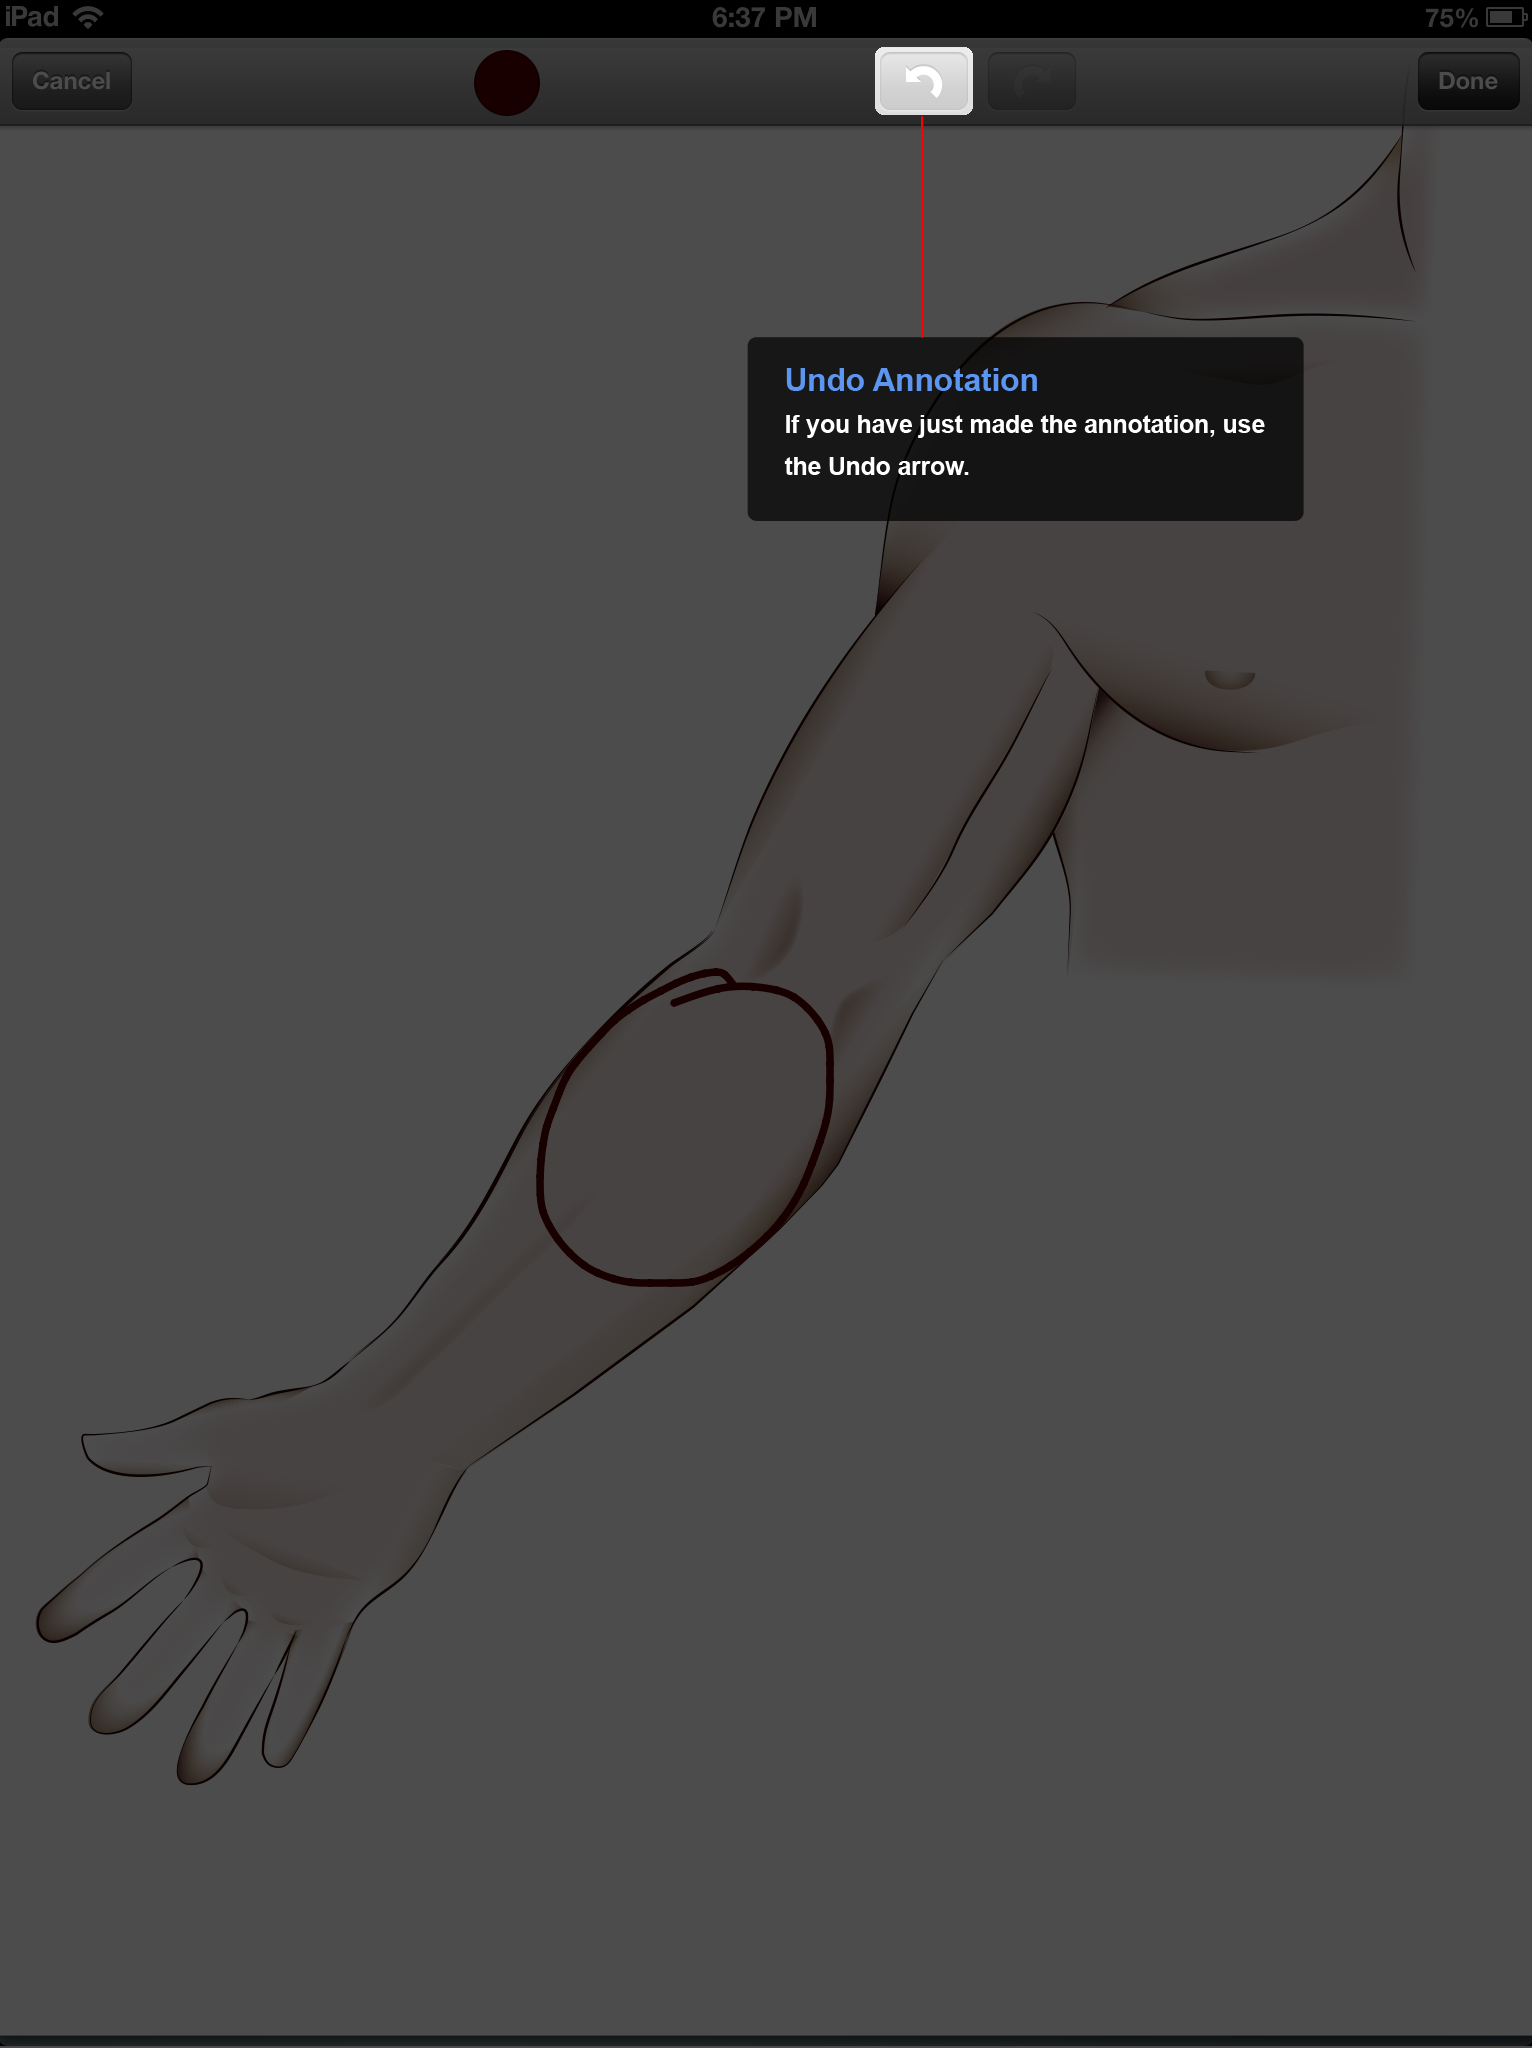 iPad 6:37 PM 75%
Cancel Done
Undo Annotation
If you have just made the annotation, use
the Undo arrow.